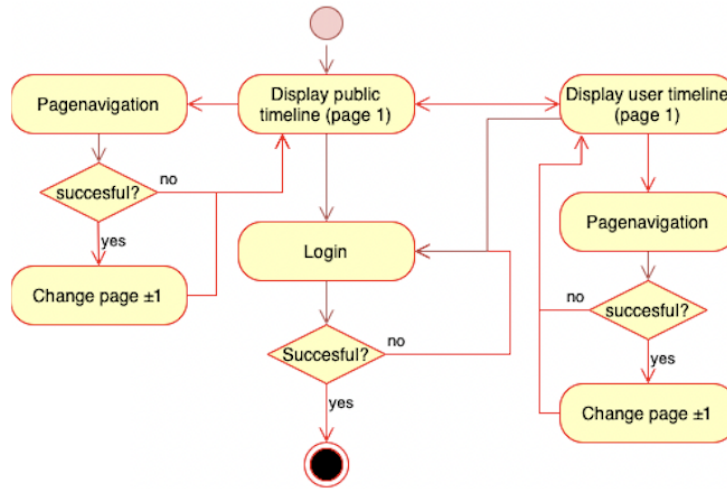 Pagenavigation
Display public
timeline (page 1)
Display user timeline
(page 1)
succesful?
no
yes
Change page ±1
Login
Succesful?
no
yes
Pagenavigation
succesful?
no
yes
Change page ±1